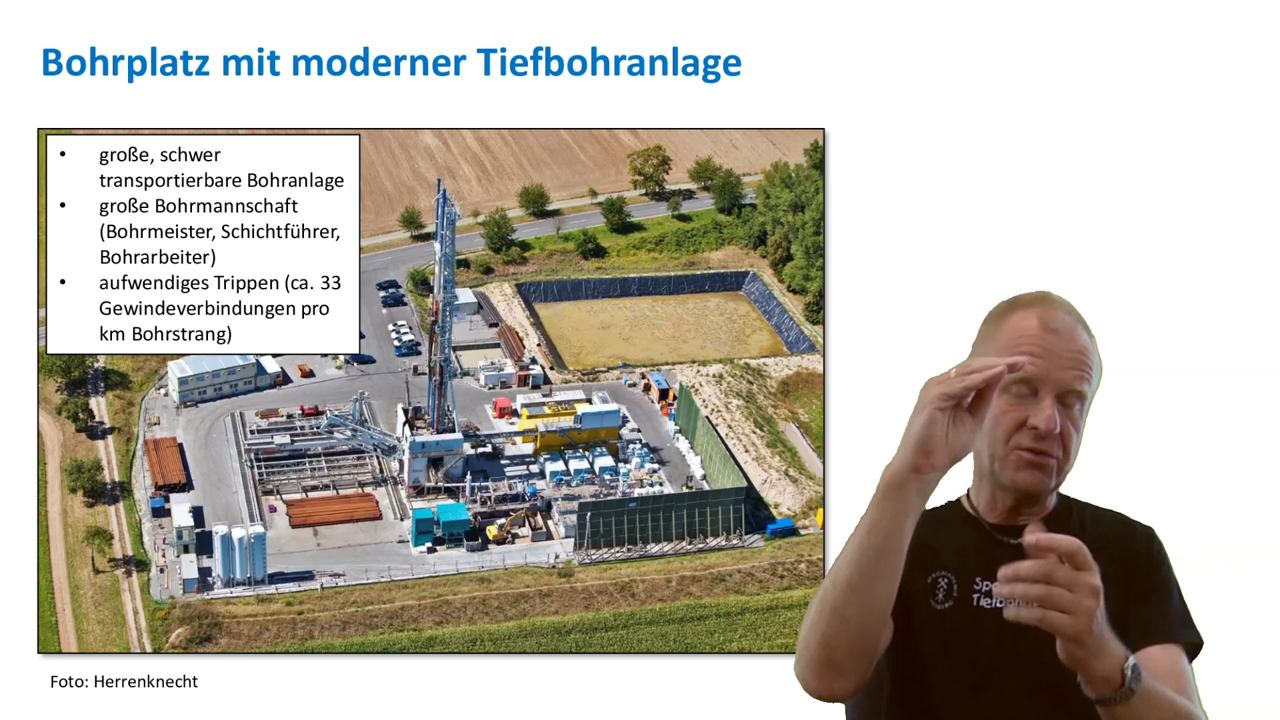 Bohrplatz mit moderner Tiefbohranlage
• große, schwer
transportierbare Bohranlage
• große Bohrmannschaft
(Bohrmeister, Schichtführer,
Bohrarbeiter)
• aufwendiges Trippen (ca. 33
Gewindeverbindungen pro
km Bohrstrang)
Foto: Herrenknecht